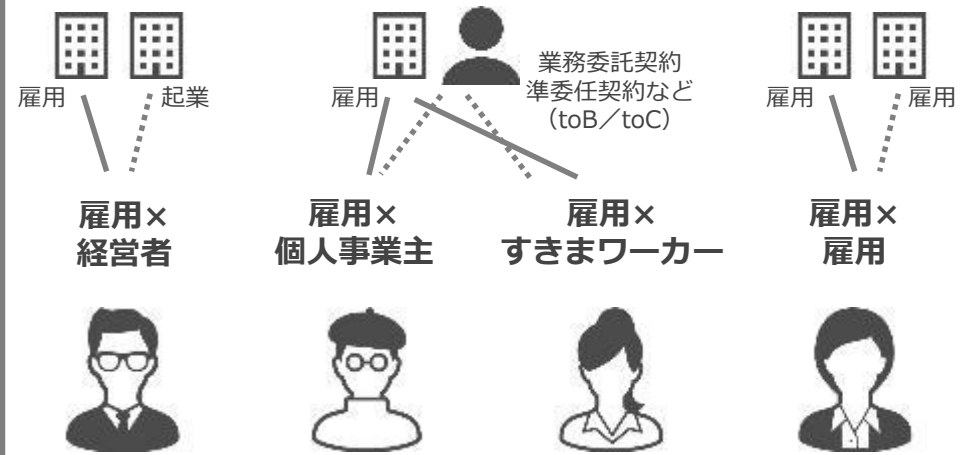 雇用
起業
雇用
業務委託契約
準委任契約など
（toB／toC）
雇用
雇用
雇用×
経営者
雇用×
個人事業主
雇用×
すきまワーカー
雇用×
雇用